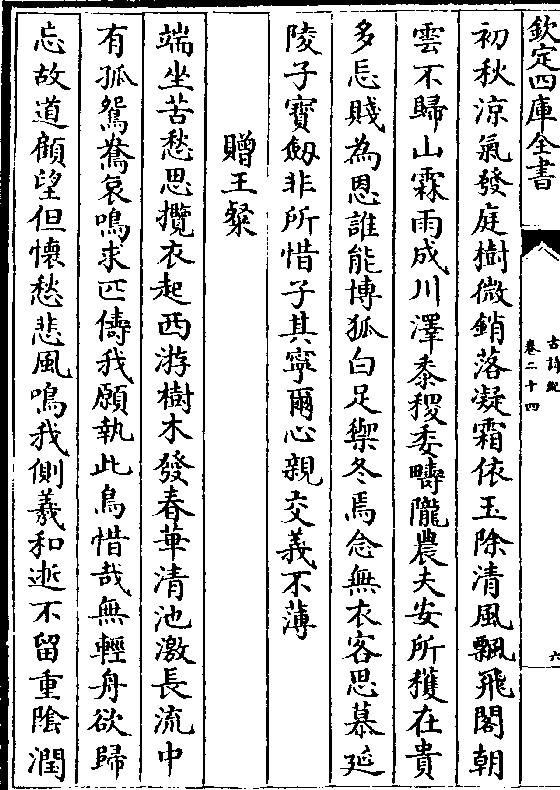 欽定四庫全書
古詩紀
卷二十四
六
初秋涼氣發庭樹微銷落凝霜依玉除清風飄飛閣朝
雲不歸山霖雨成川澤黍稷委疇隴農夫安所獲在貴
多忘賤為恩誰能博狐白足禦冬焉念無衣客思慕延
陵子寶劒非所惜子其寧爾心親交義不薄
贈王粲
端坐苦愁思攬衣起西游樹木發春華清池激長流中
有孤鴛鴦哀鳴求匹儔我願執此鳥惜哉無輕舟欲歸
忘故道顧望但懷愁悲風鳴我側羲和逝不留重陰潤